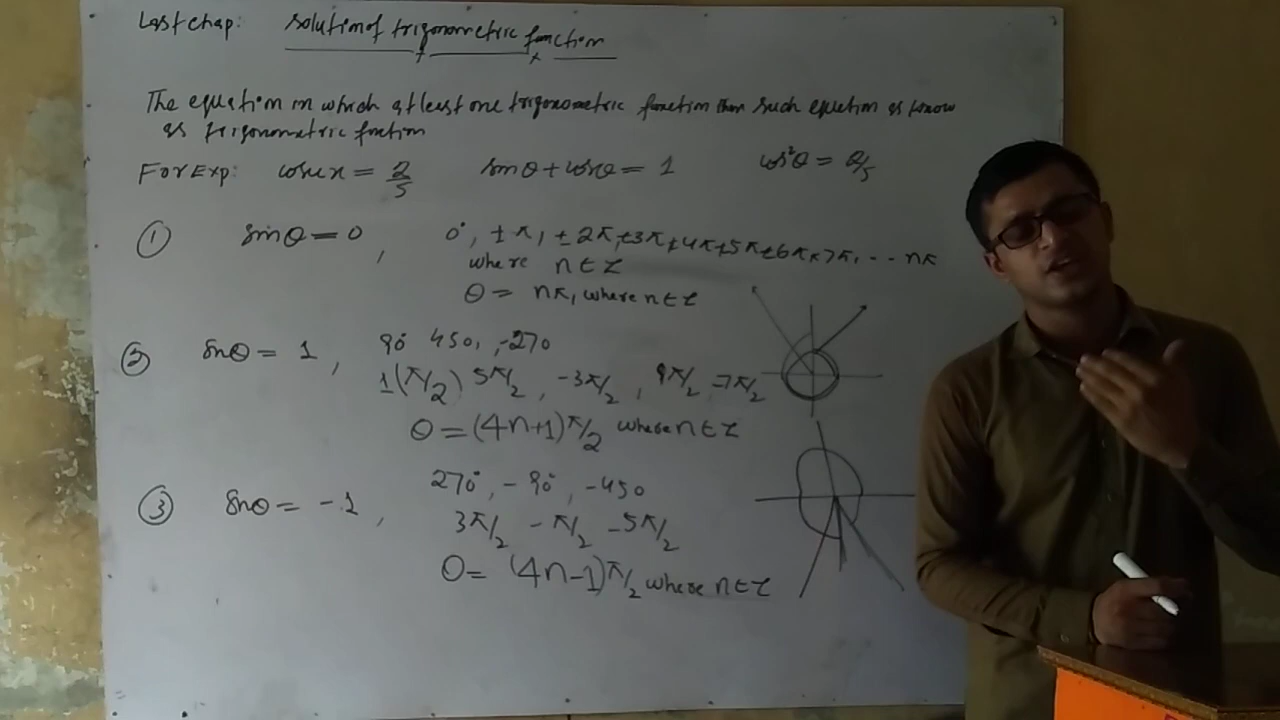 Last chap: solution of trigonometric function
The equation in which at least one trigonometric function then such equation is know
as trigonometric function
For Exp: cosecx = 2/5 sinθ + cosθ = 1 cos²θ = 2/5
① sinθ = 0, 0°, ±π, ±2π, ±3π ±4π ±5π ±6π, 7π, ... nπ
where n∈Z
θ = nπ, where n∈Z
② sinθ = 1, 90° 450, -270
1(π/2) 5π/2, -3π/2, 9π/2 -7π/2
θ = (4n+1)π/2 where n∈Z
③ sinθ = -1, 270°, -90°, -450
3π/2 -π/2 -5π/2
θ = (4n-1)π/2 where n∈Z